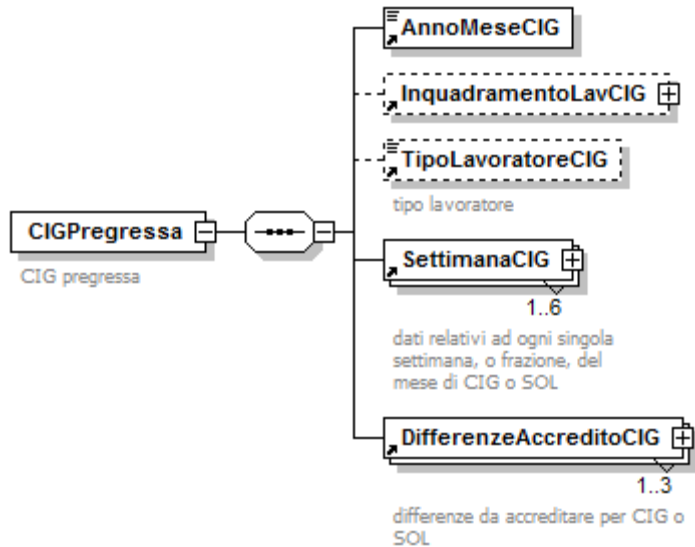 AnnoMeseCIG
InquadramentoLavCIG
TipoLavoratoreCIG
tipo lavoratore
CIGPregressa
CIG pregressa
SettimanaCIG
1..6
dati relativi ad ogni singola
settimana, o frazione, del
mese di CIG o SOL
DifferenzeAccreditoCIG
1..3
differenze da accreditare per CIG o
SOL